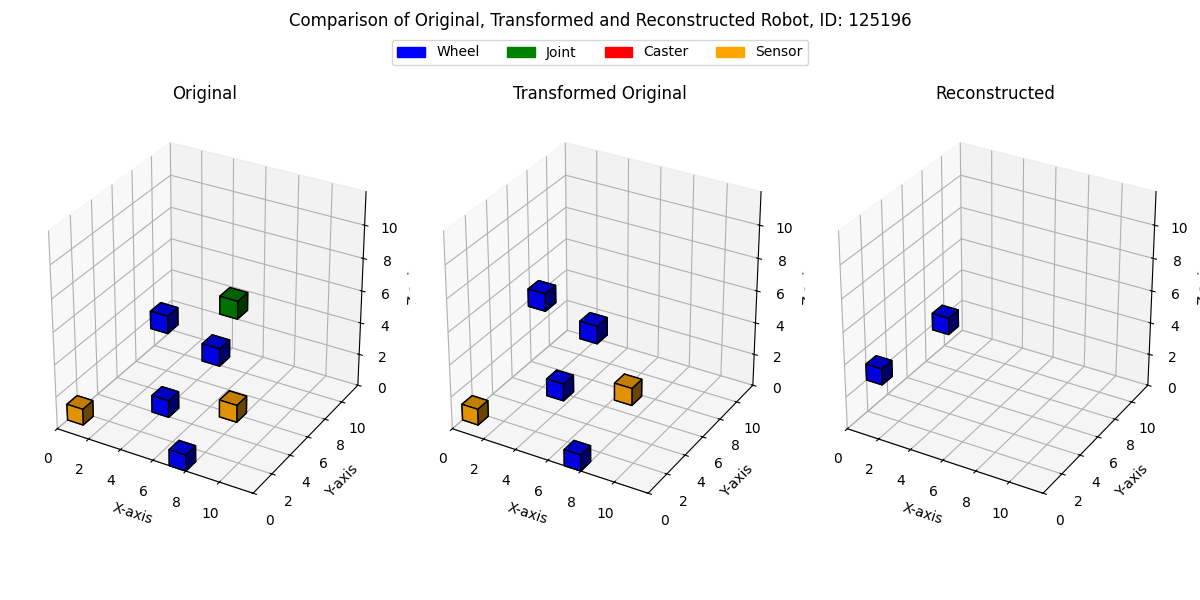 Comparison of Original, Transformed and Reconstructed Robot, ID: 125196
Wheel Joint Caster Sensor
Original
Transformed Original
Reconstructed
0 2 4 6 8 10
X-axis
0 2 4 6 8 10
Y-axis
0 2 4 6 8 10
0 2 4 6 8 10
X-axis
0 2 4 6 8 10
Y-axis
0 2 4 6 8 10
0 2 4 6 8 10
X-axis
0 2 4 6 8 10
Y-axis
0 2 4 6 8 10